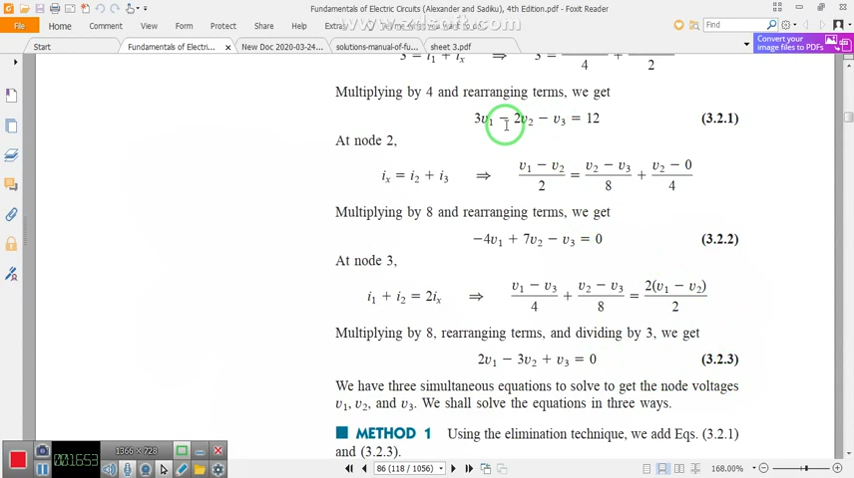 Fundamentals of Electric Circuits (Alexander and Sadiku, 4th Edition.pdf - Foxit Reader
File Home Comment View Form Protect Share Help Extra
Find
Start Fundamentals of Electri... × New Doc 2020-03-24... solutions-manual-of-fu... sheet 3.pdf
Convert your image files to PDFs
3 = i₁ + iₓ ⇒ 3 = 4 + 2
Multiplying by 4 and rearranging terms, we get
3v₁ − 2v₂ − v₃ = 12 (3.2.1)
At node 2,
iₓ = i₂ + i₃ ⇒ (v₁ − v₂)/2 = (v₂ − v₃)/8 + (v₂ − 0)/4
Multiplying by 8 and rearranging terms, we get
−4v₁ + 7v₂ − v₃ = 0 (3.2.2)
At node 3,
i₁ + i₂ = 2iₓ ⇒ (v₁ − v₃)/4 + (v₂ − v₃)/8 = 2(v₁ − v₂)/2
Multiplying by 8, rearranging terms, and dividing by 3, we get
2v₁ − 3v₂ + v₃ = 0 (3.2.3)
We have three simultaneous equations to solve to get the node voltages
v₁, v₂, and v₃. We shall solve the equations in three ways.
■ METHOD 1 Using the elimination technique, we add Eqs. (3.2.1)
and (3.2.3).
1366 × 728
86 (118 / 1056)
168.00%